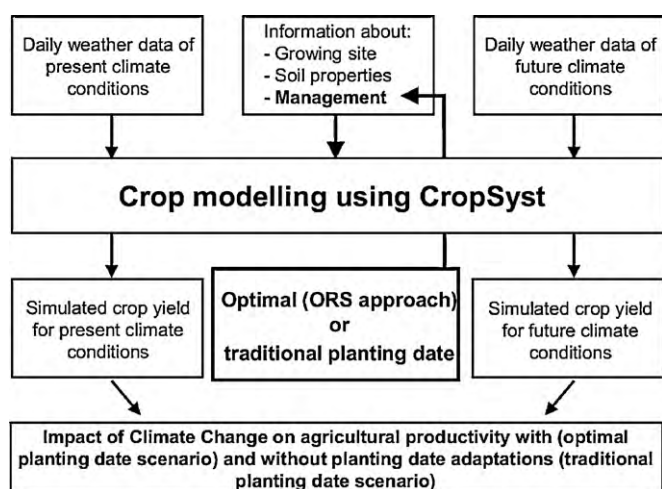 Daily weather data of
present climate
conditions
Information about:
- Growing site
- Soil properties
- Management
Daily weather data of
future climate
conditions
Crop modelling using CropSyst
Simulated crop yield
for present climate
conditions
Optimal (ORS approach)
or
traditional planting date
Simulated crop yield
for future climate
conditions
Impact of Climate Change on agricultural productivity with (optimal
planting date scenario) and without planting date adaptations (traditional
planting date scenario)